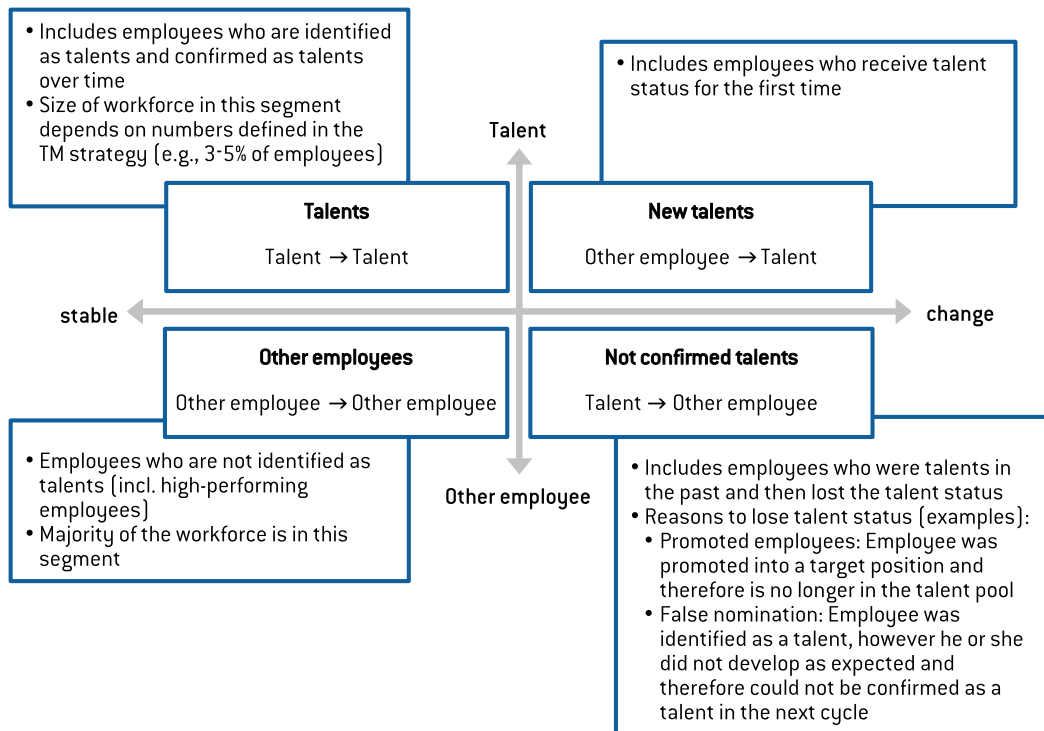 • Includes employees who are identified
as talents and confirmed as talents
over time
• Size of workforce in this segment
depends on numbers defined in the
TM strategy (e.g., 3-5% of employees)
• Includes employees who receive talent
status for the first time
Talent
Talents
Talent → Talent
New talents
Other employee → Talent
stable
change
Other employees
Other employee → Other employee
Not confirmed talents
Talent → Other employee
• Employees who are not identified as
talents (incl. high-performing
employees)
• Majority of the workforce is in this
segment
Other employee
• Includes employees who were talents in
the past and then lost the talent status
• Reasons to lose talent status (examples):
• Promoted employees: Employee was
promoted into a target position and
therefore is no longer in the talent pool
• False nomination: Employee was
identified as a talent, however he or she
did not develop as expected and
therefore could not be confirmed as a
talent in the next cycle